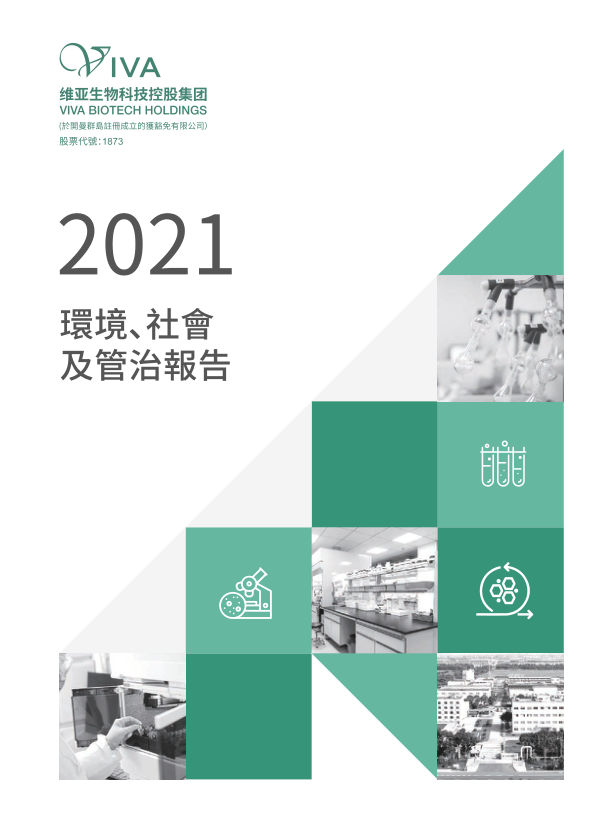 VIVA
维亚生物科技控股集团
VIVA BIOTECH HOLDINGS
(於開曼群島註冊成立的獲豁免有限公司)
股票代號：1873
2021
環境、社會
及管治報告